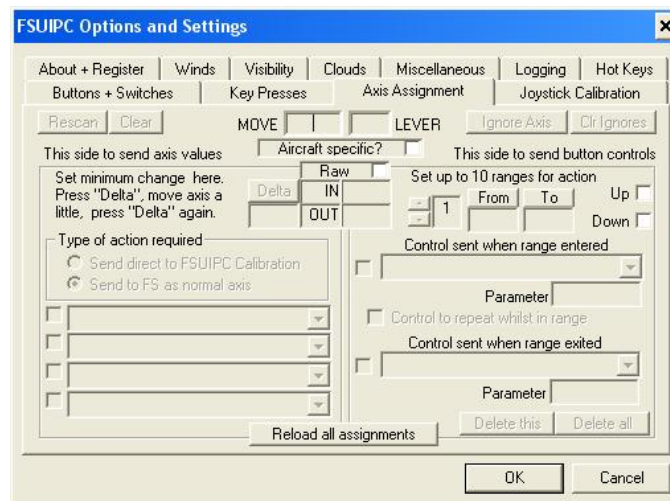 FSUIPC Options and Settings
About + Register Winds Visibility Clouds Miscellaneous Logging Hot Keys
Buttons + Switches Key Presses Axis Assignment Joystick Calibration
Rescan Clear MOVE LEVER Ignore Axis Clr Ignores
This side to send axis values Aircraft specific? This side to send button controls
Set minimum change here.
Press "Delta", move axis a
little, press "Delta" again.
Raw
Delta IN
OUT
Set up to 10 ranges for action
1 From To Up
Down
Type of action required
Send direct to FSUIPC Calibration
Send to FS as normal axis
Control sent when range entered
Parameter
Control to repeat whilst in range
Control sent when range exited
Parameter
Delete this Delete all
Reload all assignments
OK Cancel